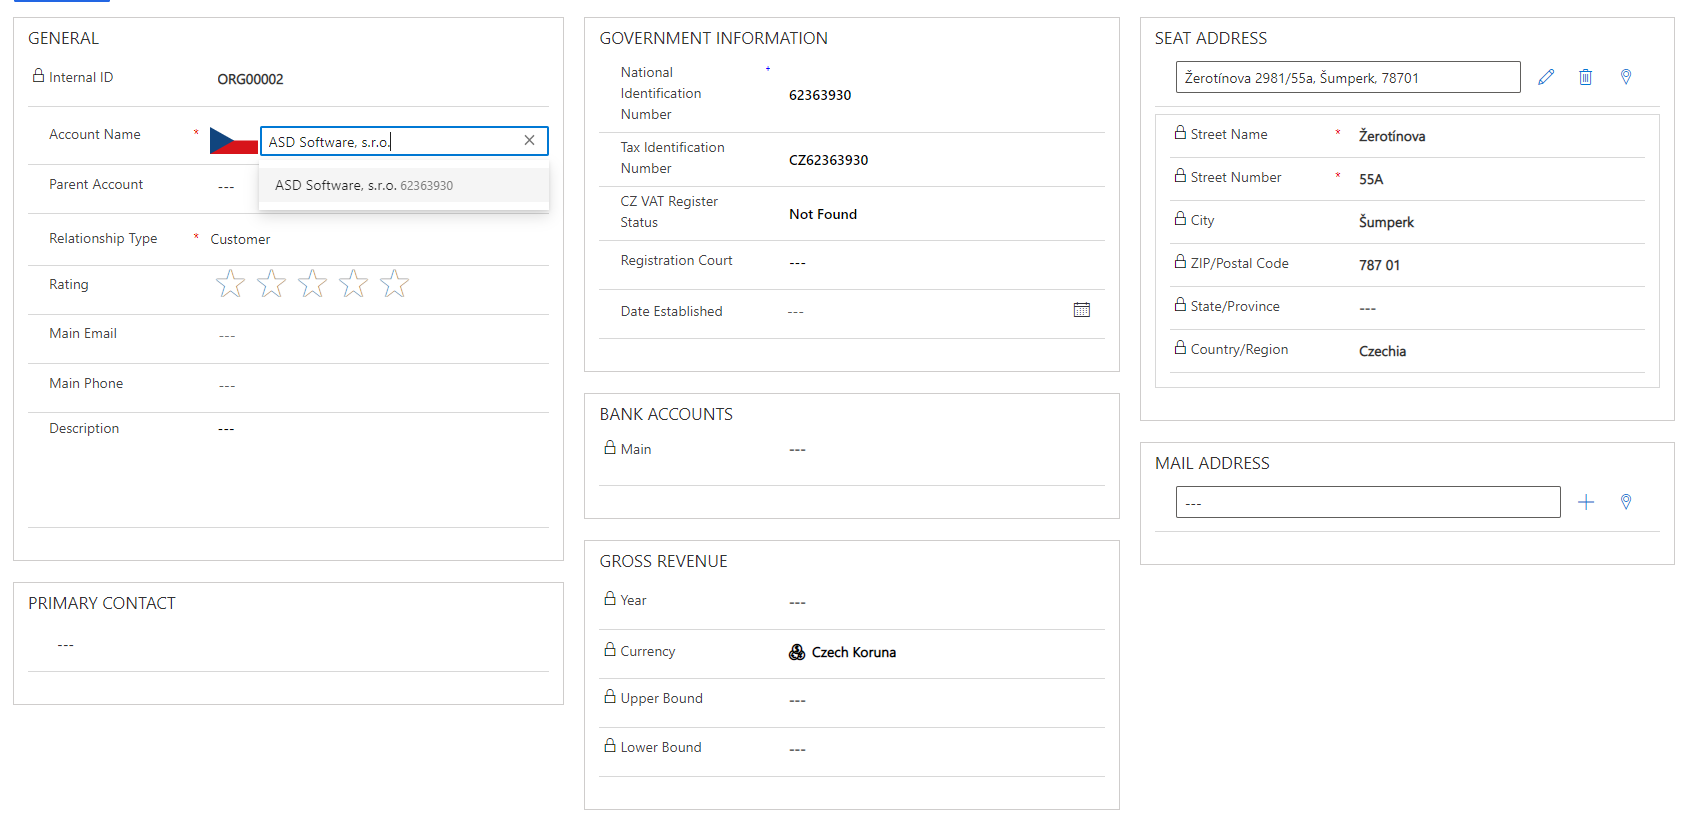 GENERAL
Internal ID
ORG00002
Account Name *
ASD Software, s.r.o.
ASD Software, s.r.o. 62363930
Parent Account
---
Relationship Type *
Customer
Rating
Main Email
---
Main Phone
---
Description
---
PRIMARY CONTACT
---
GOVERNMENT INFORMATION
National
Identification
Number
+
62363930
Tax Identification
Number
CZ62363930
CZ VAT Register
Status
Not Found
Registration Court
---
Date Established
---
BANK ACCOUNTS
Main
---
GROSS REVENUE
Year
---
Currency
Czech Koruna
Upper Bound
---
Lower Bound
---
SEAT ADDRESS
Žerotínova 2981/55a, Šumperk, 78701
Street Name *
Žerotínova
Street Number *
55A
City
Šumperk
ZIP/Postal Code
787 01
State/Province
---
Country/Region
Czechia
MAIL ADDRESS
---